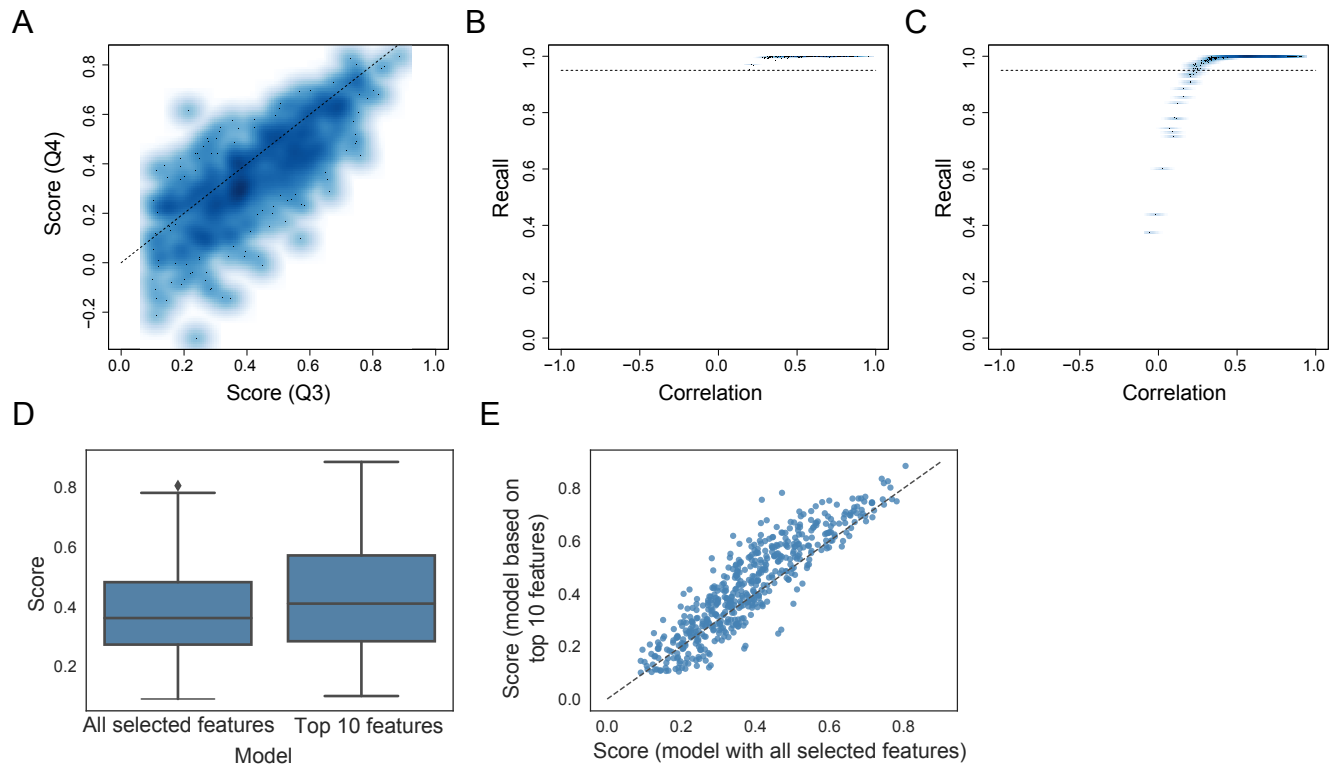 A
Score (Q4)
0.8
0.6
0.4
0.2
0.0
−0.2
0.0 0.2 0.4 0.6 0.8 1.0
Score (Q3)
B
Recall
1.0
0.8
0.6
0.4
0.2
0.0
−1.0 −0.5 0.0 0.5 1.0
Correlation
C
Recall
1.0
0.8
0.6
0.4
0.2
0.0
−1.0 −0.5 0.0 0.5 1.0
Correlation
D
Score
0.8
0.6
0.4
0.2
All selected features Top 10 features
Model
E
Score (model based on
top 10 features)
0.8
0.6
0.4
0.2
0.0
0.0 0.2 0.4 0.6 0.8
Score (model with all selected features)